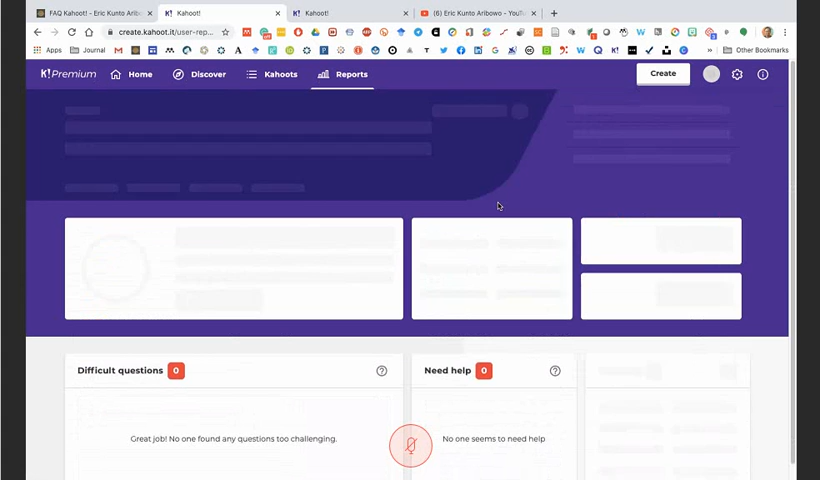 FAQ Kahoot! - Eric Kunto Aribo
Kahoot!
Kahoot!
(6) Eric Kunto Aribowo - YouTu
create.kahoot.it/user-rep...
Apps
Journal
Other Bookmarks
K! Premium
Home
Discover
Kahoots
Reports
Create
Difficult questions 0
Need help 0
Great job! No one found any questions too challenging.
No one seems to need help